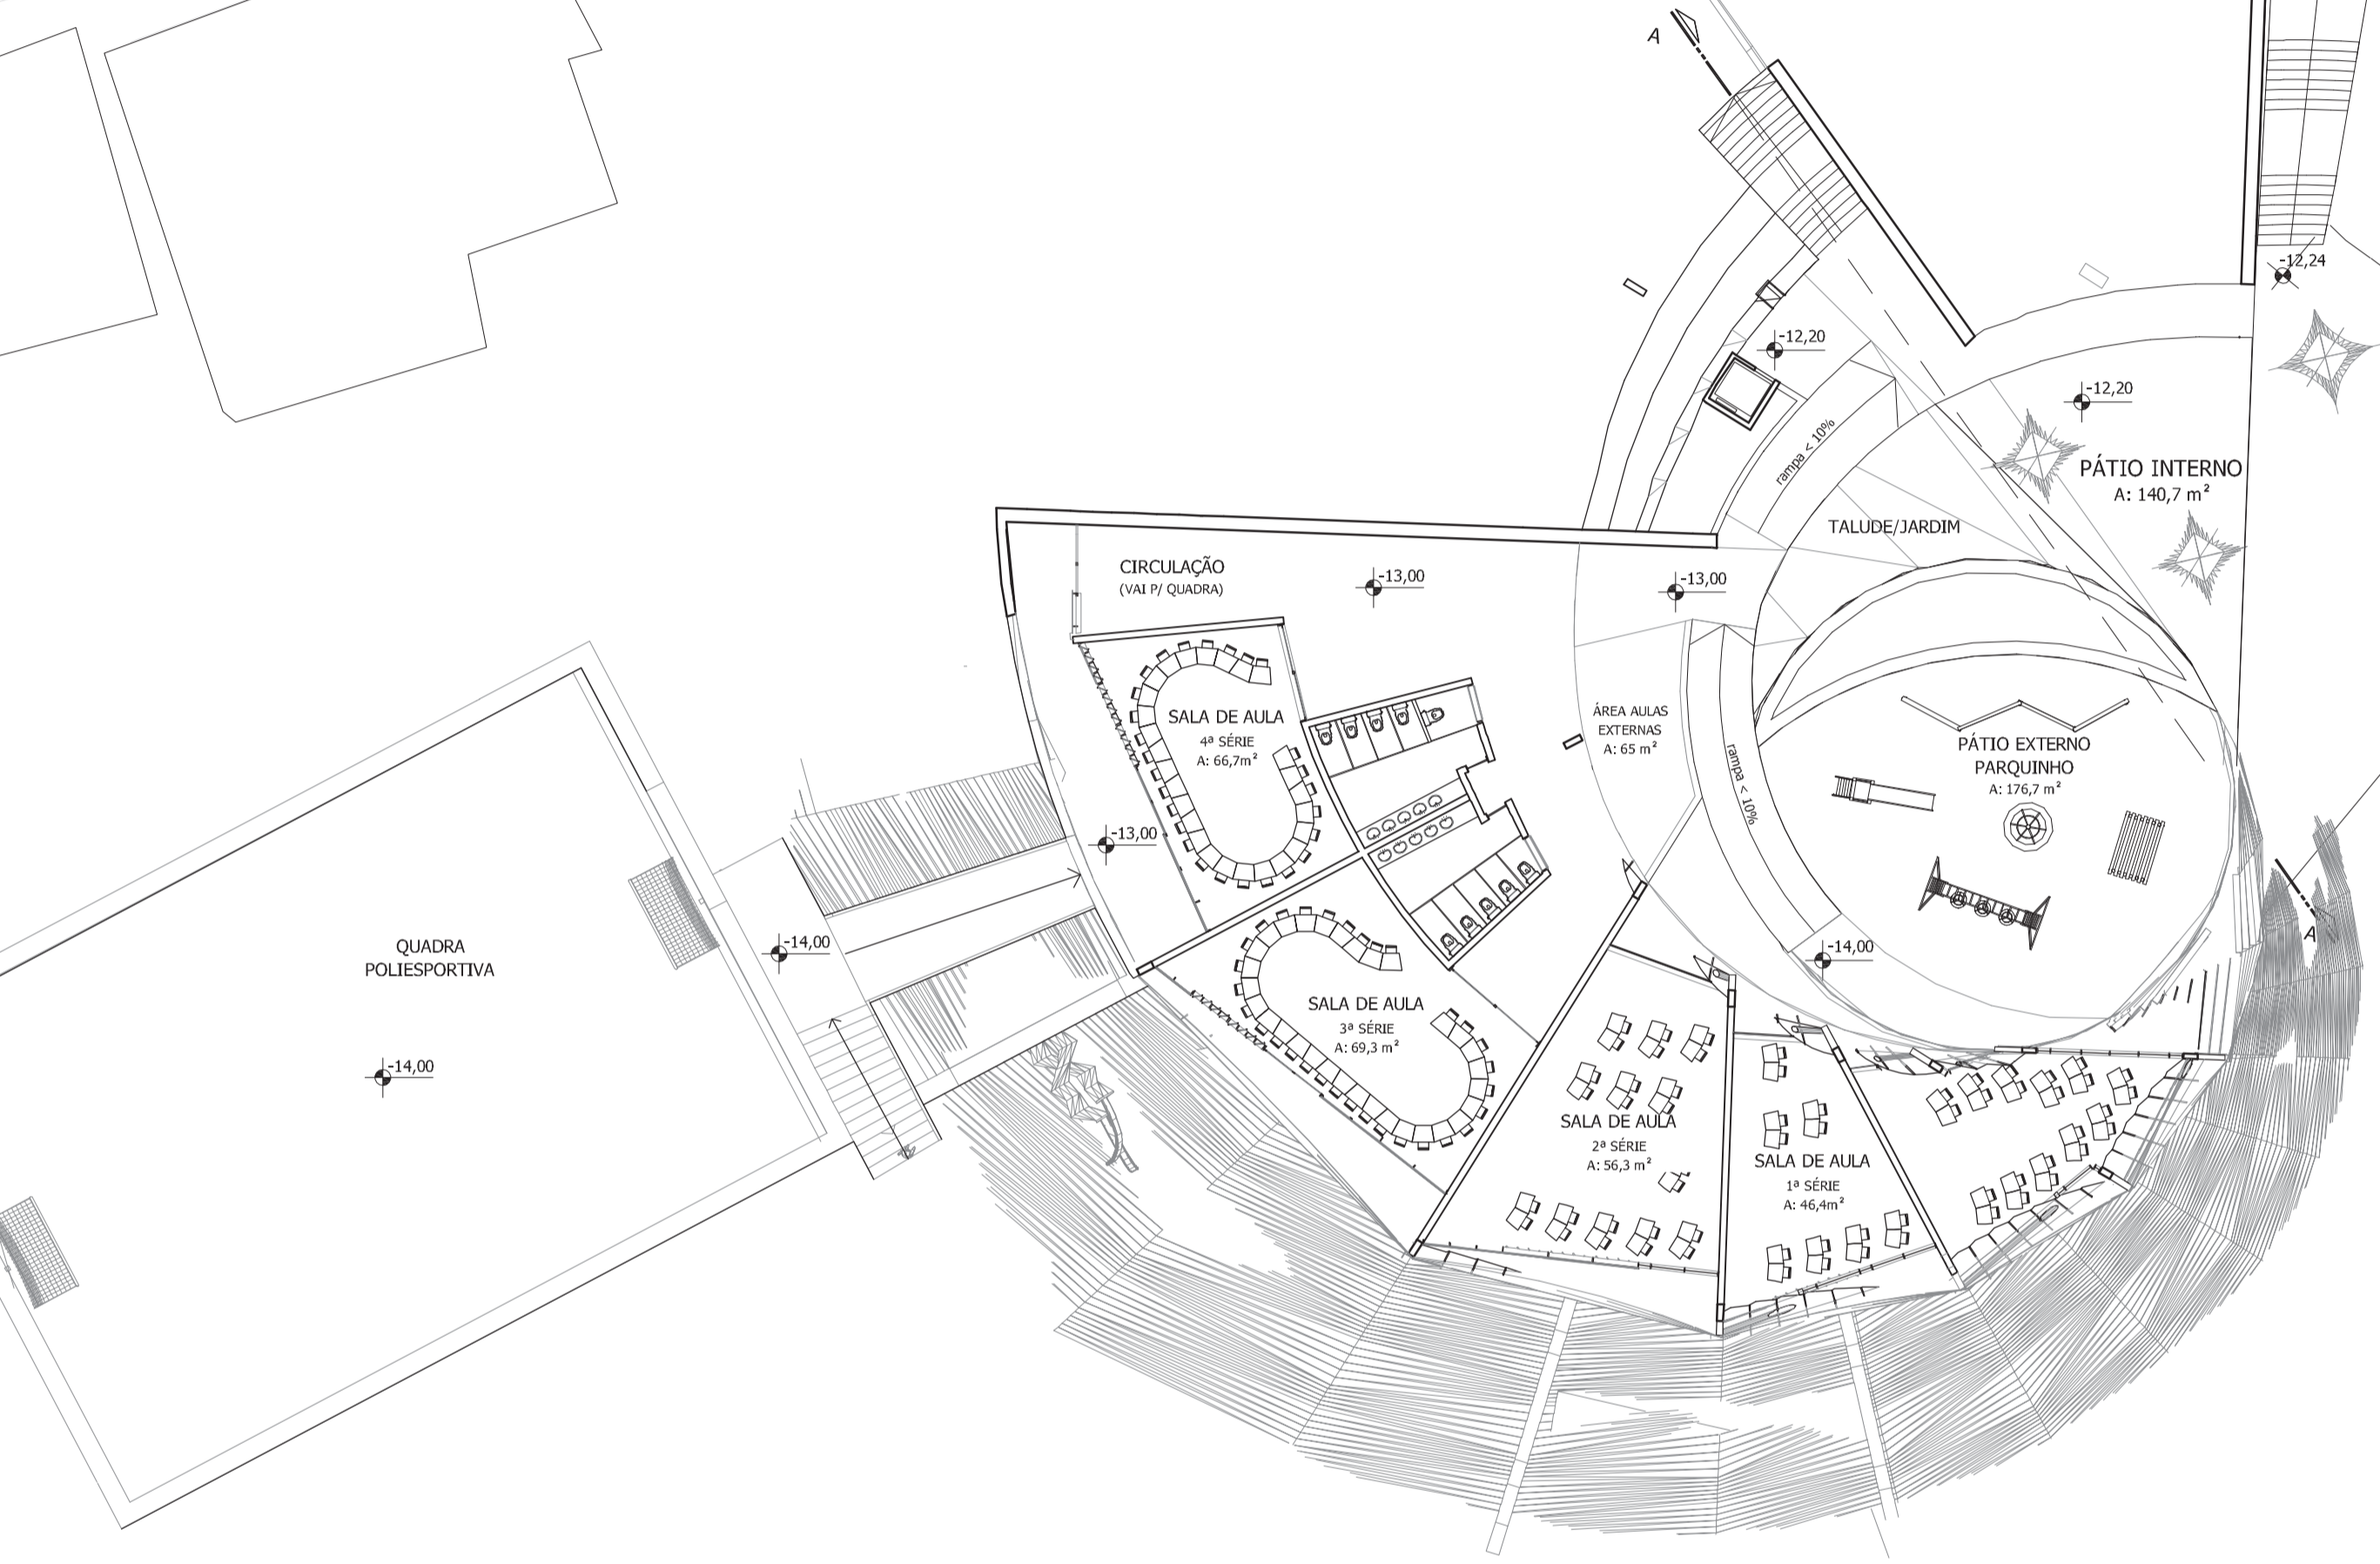 A
-12,24
-12,20
-12,20
rampa < 10%
PÁTIO INTERNO
A: 140,7 m²
TALUDE/JARDIM
CIRCULAÇÃO
(VAI P/ QUADRA)
-13,00
-13,00
SALA DE AULA
4ª SÉRIE
A: 66,7m²
ÁREA AULAS
EXTERNAS
A: 65 m²
rampa < 10%
PÁTIO EXTERNO
PARQUINHO
A: 176,7 m²
-13,00
QUADRA
POLIESPORTIVA
-14,00
-14,00
-14,00
A
SALA DE AULA
3ª SÉRIE
A: 69,3 m²
SALA DE AULA
2ª SÉRIE
A: 56,3 m²
SALA DE AULA
1ª SÉRIE
A: 46,4m²